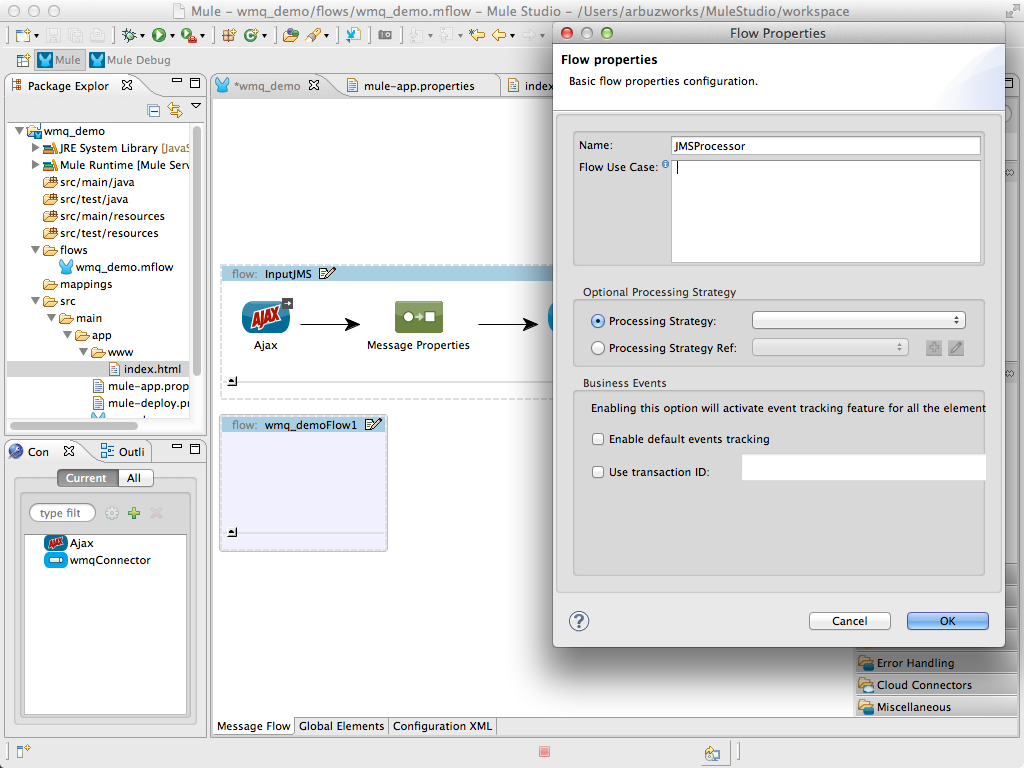 Mule – wmq_demo/flows/wmq_demo.mflow – Mule Studio – /Users/arbuzworks/MuleStudio/workspace
Mule
Mule Debug
Package Explor
wmq_demo
JRE System Library [JavaS
Mule Runtime [Mule Serv
src/main/java
src/test/java
src/main/resources
src/test/resources
flows
wmq_demo.mflow
mappings
src
main
app
www
index.html
mule-app.prop
mule-deploy.pr
Con
Outli
Current
All
type filt
Ajax
wmqConnector
*wmq_demo
mule-app.properties
index
flow: InputJMS
AJAX
Ajax
Message Properties
flow: wmq_demoFlow1
Message Flow
Global Elements
Configuration XML
Flow Properties
Flow properties
Basic flow properties configuration.
Name:
JMSProcessor
Flow Use Case:
Optional Processing Strategy
Processing Strategy:
Processing Strategy Ref:
Business Events
Enabling this option will activate event tracking feature for all the element
Enable default events tracking
Use transaction ID:
?
Cancel
OK
Error Handling
Cloud Connectors
Miscellaneous